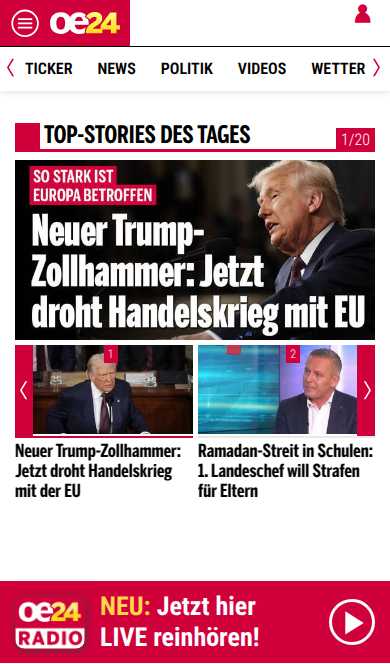 oe24
TICKER NEWS POLITIK VIDEOS WETTER
TOP-STORIES DES TAGES
1/20
SO STARK IST
EUROPA BETROFFEN
Neuer Trump-
Zollhammer: Jetzt
droht Handelskrieg mit EU
1
2
Neuer Trump-Zollhammer:
Jetzt droht Handelskrieg
mit der EU
Ramadan-Streit in Schulen:
1. Landeschef will Strafen
für Eltern
oe24
RADIO
NEU: Jetzt hier
LIVE reinhören!